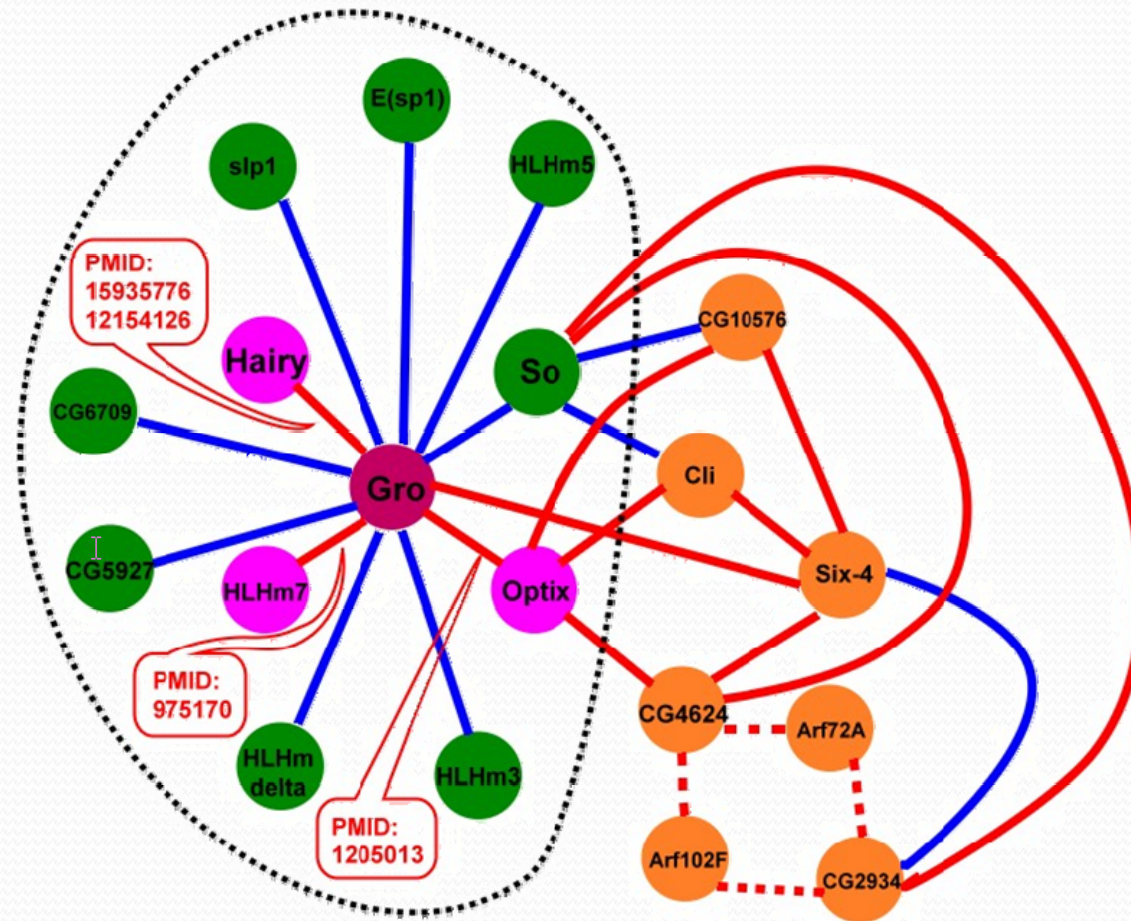 E(sp1)
slp1
HLHm5
PMID:
15935776
12154126
CG10576
Hairy
So
CG6709
Cli
Gro
CG5927
HLHm7
Optix
Six-4
PMID:
975170
CG4624
Arf72A
HLHm
delta
HLHm3
PMID:
1205013
Arf102F
CG2934